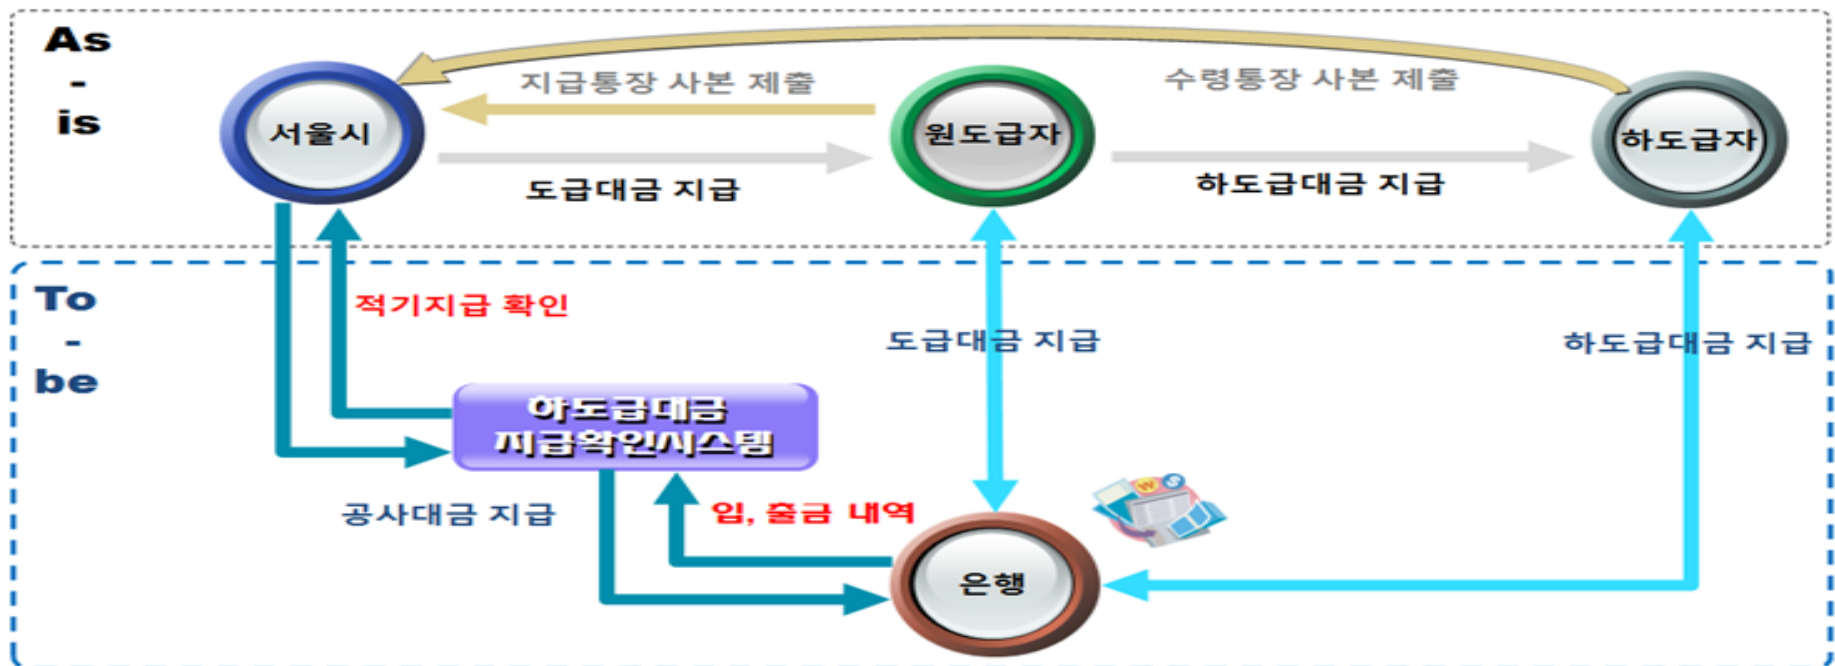 As
-
is
지급통장 사본 제출
수령통장 사본 제출
서울시
원도급자
하도급자
도급대금 지급
하도급대금 지급
To
-
be
적기지급 확인
도급대금 지급
하도급대금 지급
하도급대금
지급확인시스템
공사대금 지급
입, 출금 내역
은행